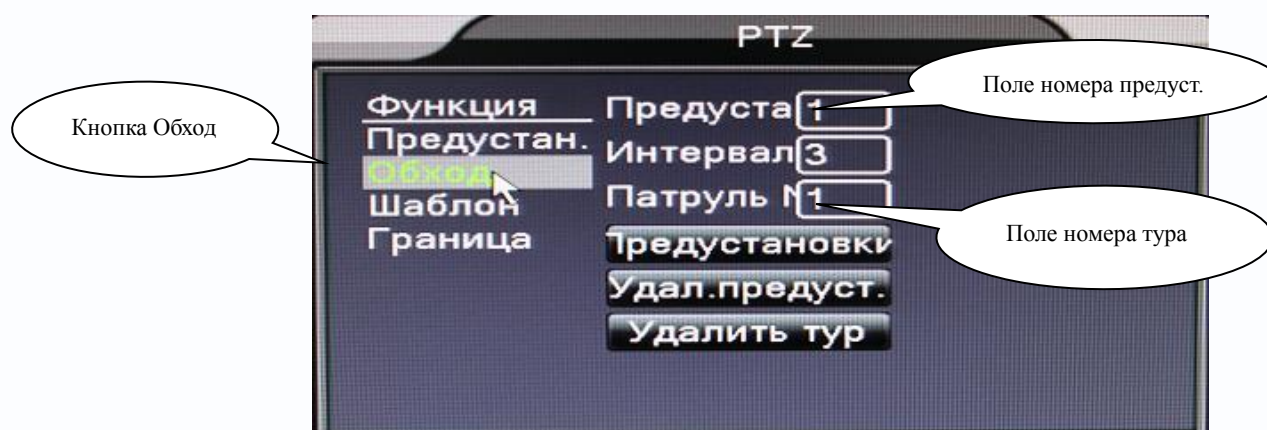 PTZ
Поле номера предуст.
Кнопка Обход
Функция
Предуста 1
Предустан.
Интервал 3
Обход
Шаблон
Патруль N 1
Поле номера тура
Граница
Предустановки
Удал.предуст.
Удалить тур